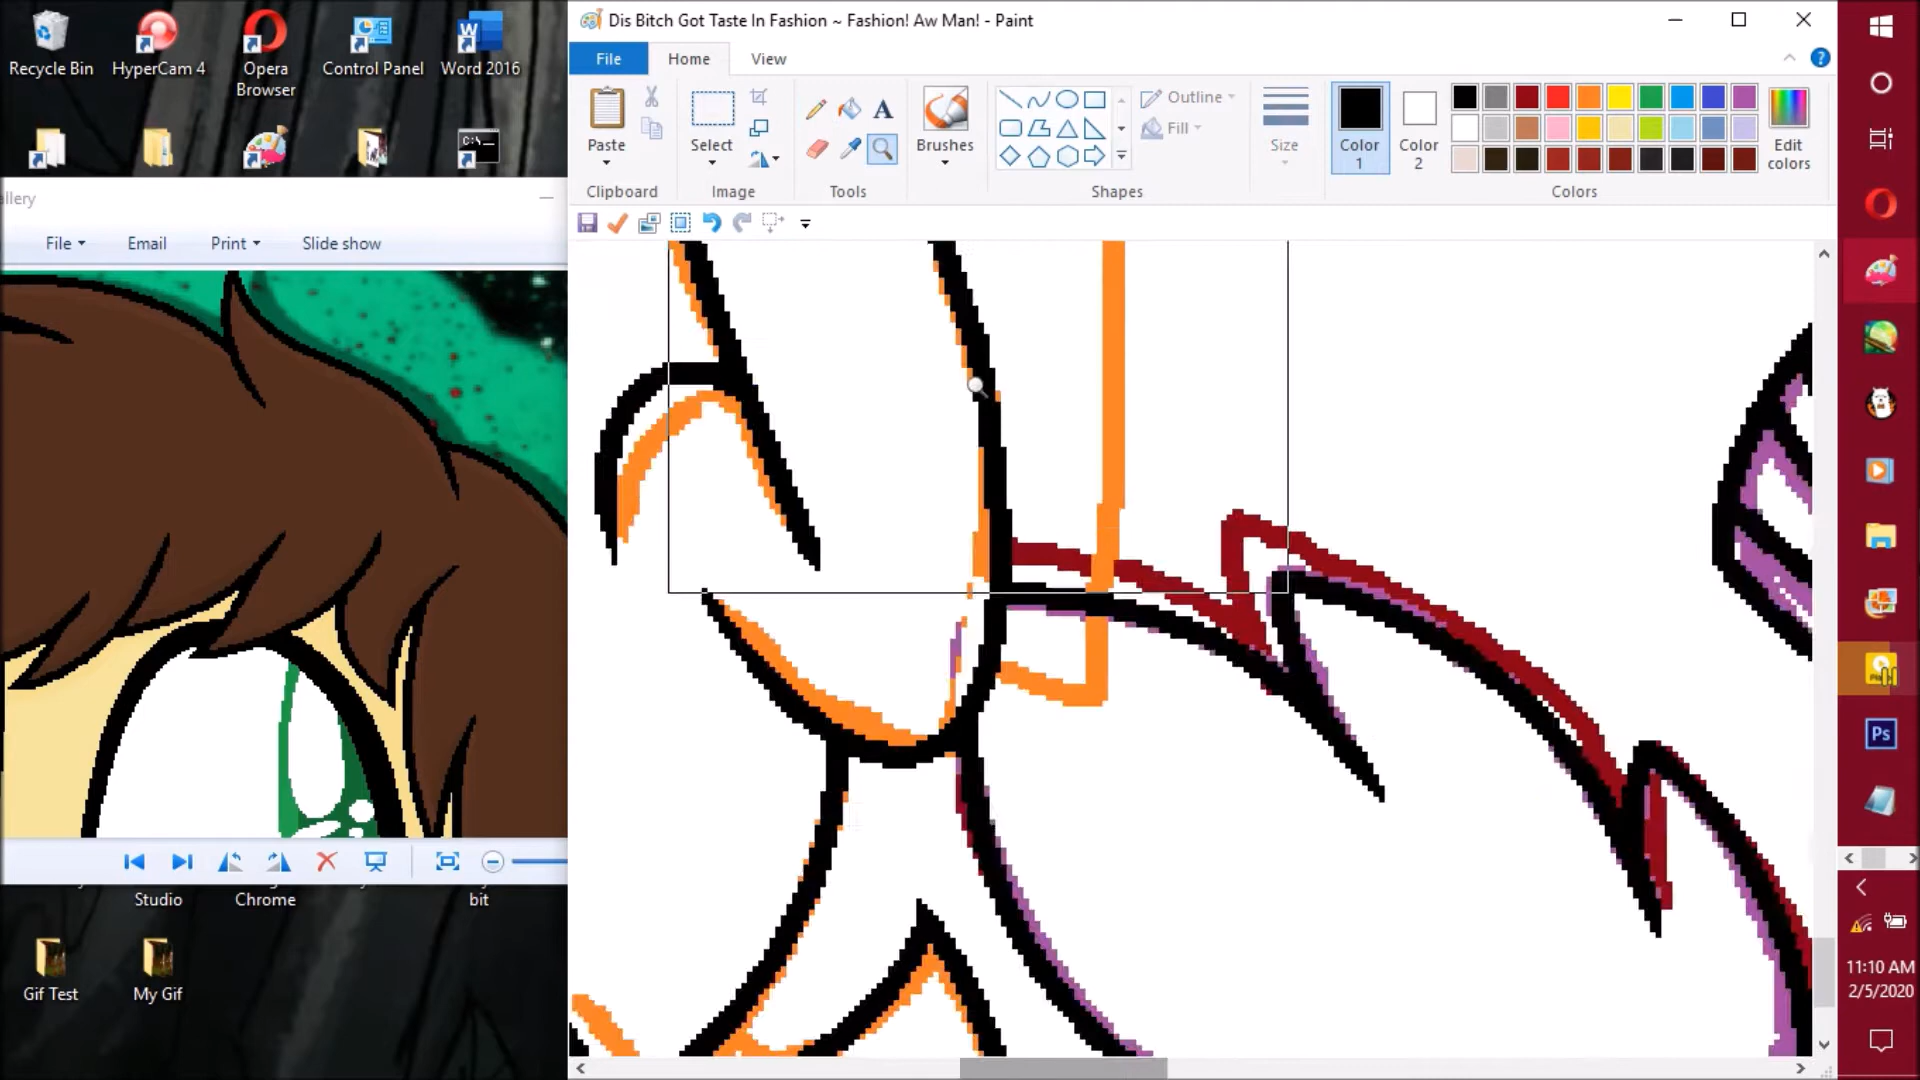 Recycle Bin
HyperCam 4
Opera
Browser
Control Panel
Word 2016
allery
File
Email
Print
Slide show
Studio
Chrome
bit
Gif Test
My Gif
Dis Bitch Got Taste In Fashion ~ Fashion! Aw Man! - Paint
File
Home
View
Paste
Select
Brushes
Outline
Fill
Size
Color
1
Color
2
Edit
colors
Clipboard
Image
Tools
Shapes
Colors
Ps
11:10 AM
2/5/2020